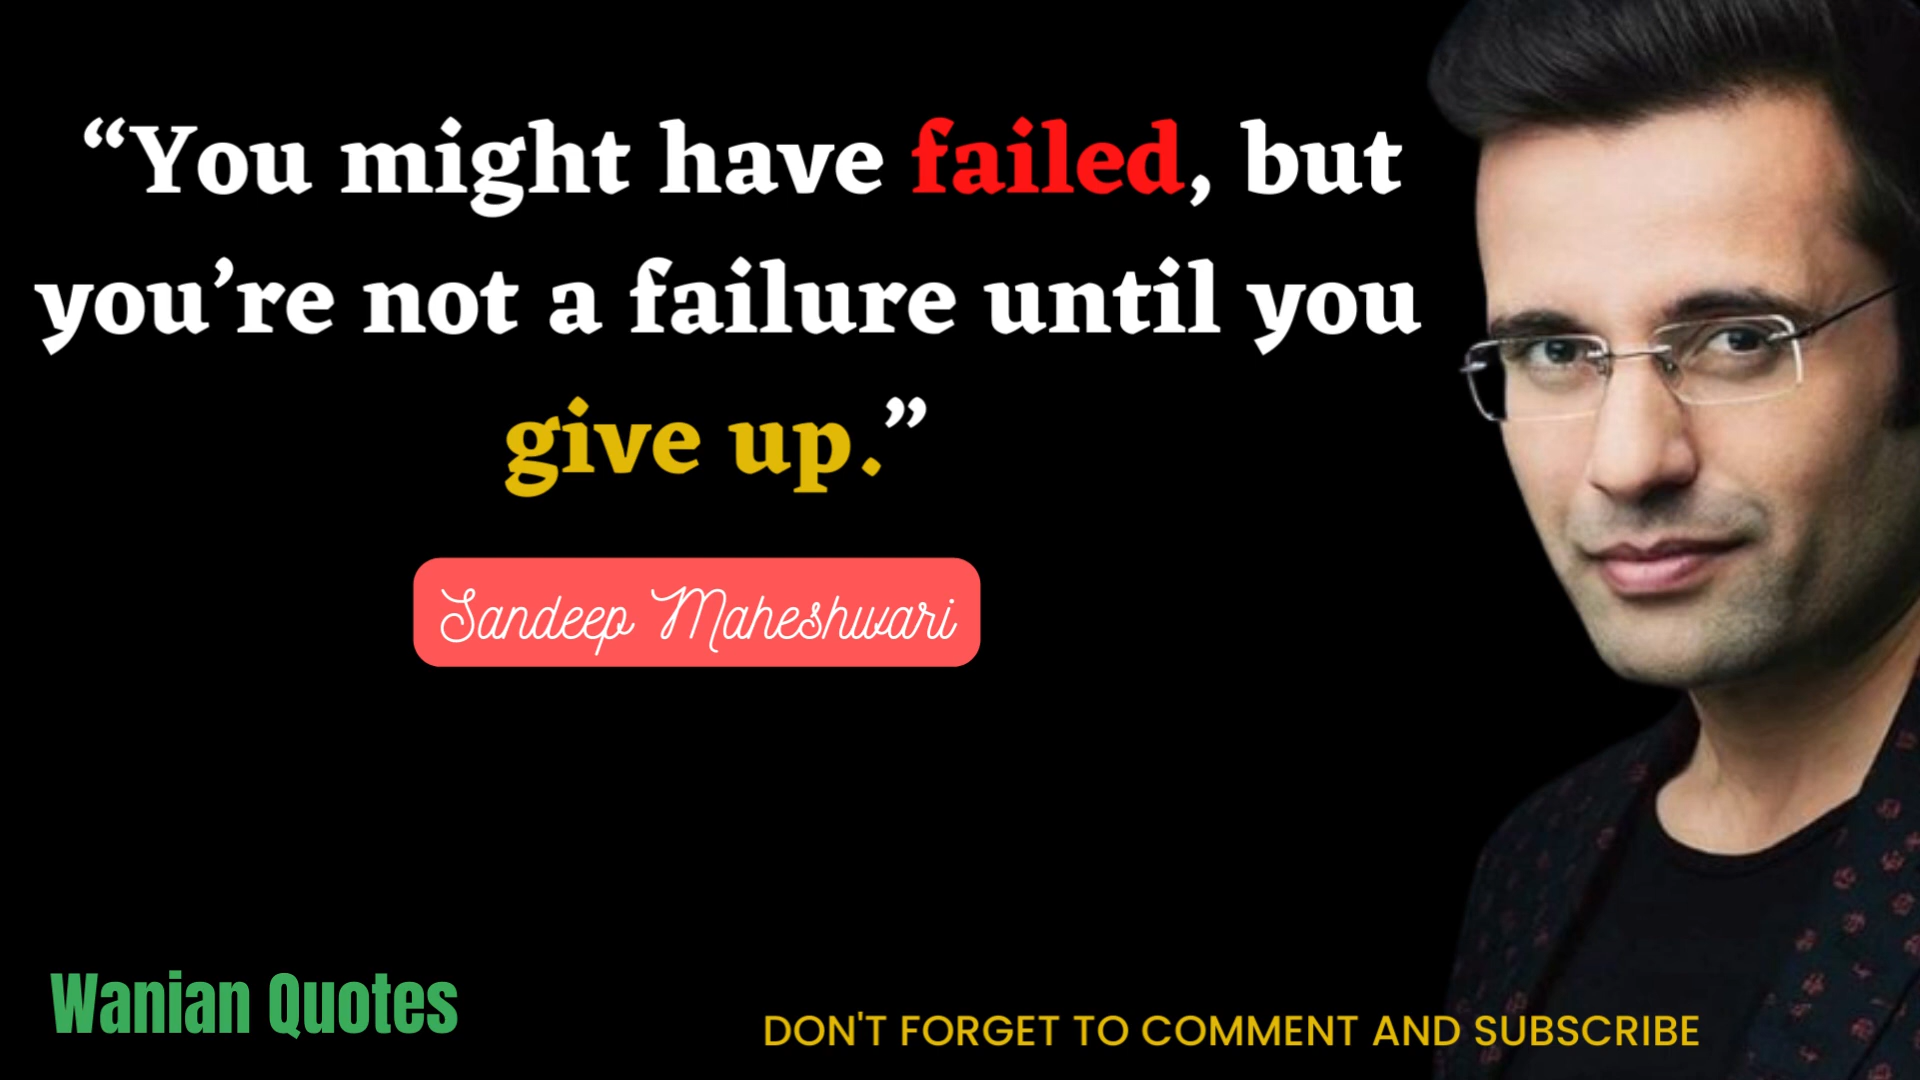 “You might have failed, but
you’re not a failure until you
give up.”
Sandeep Maheshwari
Wanian Quotes
DON'T FORGET TO COMMENT AND SUBSCRIBE